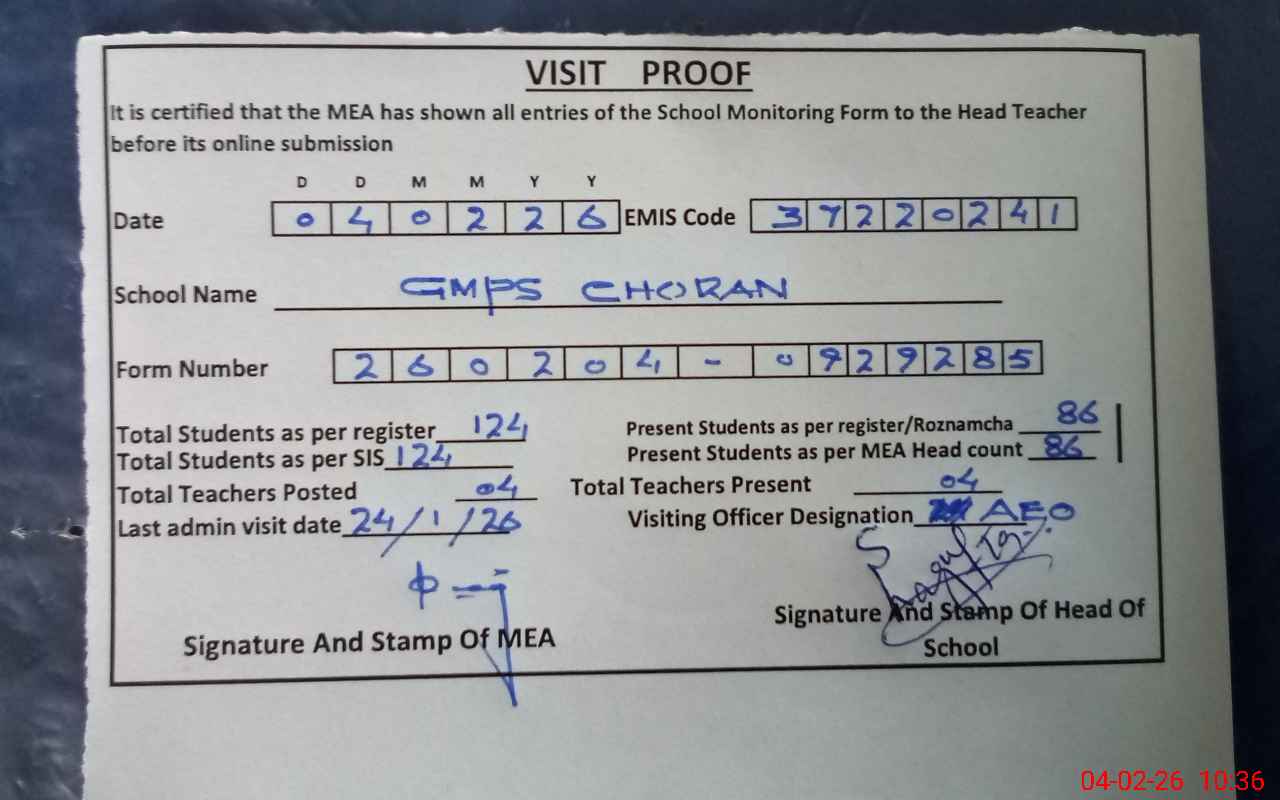 VISIT PROOF
It is certified that the MEA has shown all entries of the School Monitoring Form to the Head Teacher
before its online submission
D D M M Y Y
Date 0 4 0 2 2 6 EMIS Code 3 7 2 2 0 2 4 1
School Name GMPS CHORAN
Form Number 2 6 0 2 0 4 - 0 9 2 9 2 8 5
Total Students as per register 124 Present Students as per register/Roznamcha 86
Total Students as per SIS 124 Present Students as per MEA Head count 86
Total Teachers Posted 04 Total Teachers Present 04
Last admin visit date 24/1/26 Visiting Officer Designation AEO
Signature And Stamp Of MEA
Signature And Stamp Of Head Of
School
04-02-26 10:36